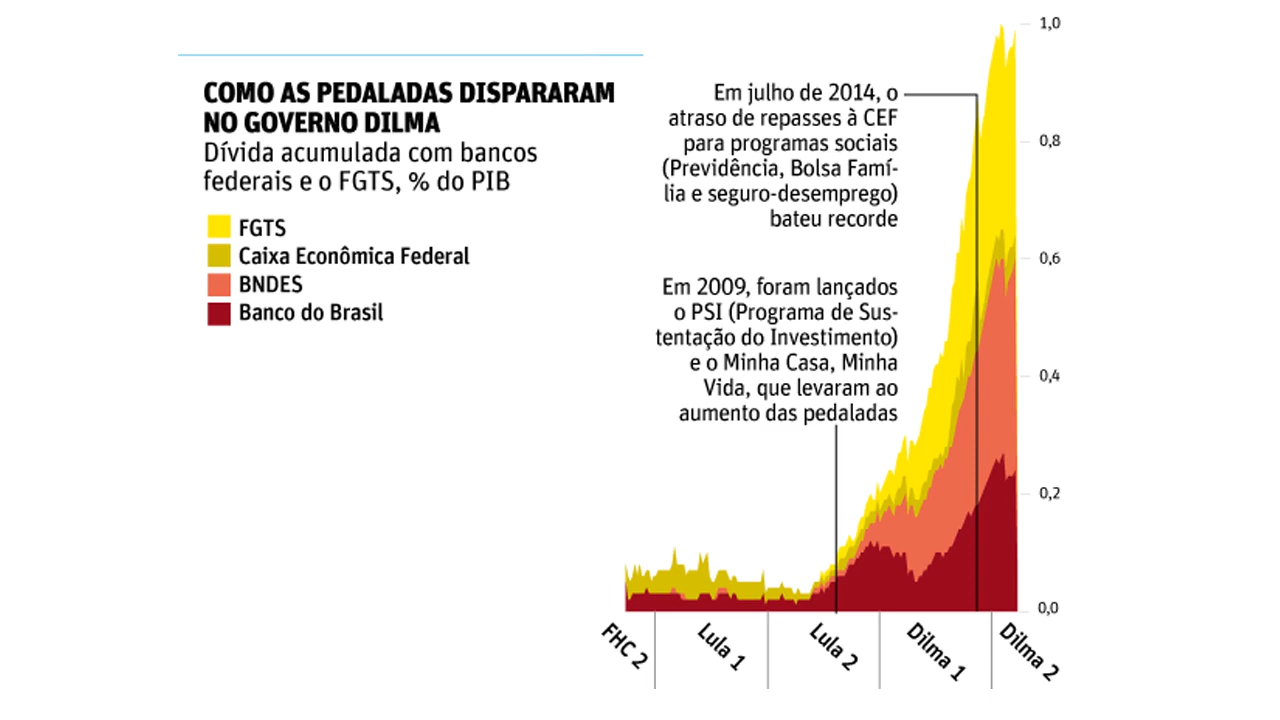 COMO AS PEDALADAS DISPARARAM
NO GOVERNO DILMA
Dívida acumulada com bancos
federais e o FGTS, % do PIB
FGTS
Caixa Econômica Federal
BNDES
Banco do Brasil
Em julho de 2014, o
atraso de repasses à CEF
para programas sociais
(Previdência, Bolsa Famí-
lia e seguro-desemprego)
bateu recorde
Em 2009, foram lançados
o PSI (Programa de Sus-
tentação do Investimento)
e o Minha Casa, Minha
Vida, que levaram ao
aumento das pedaladas
1,0
0,8
0,6
0,4
0,2
0,0
FHC 2
Lula 1
Lula 2
Dilma 1
Dilma 2